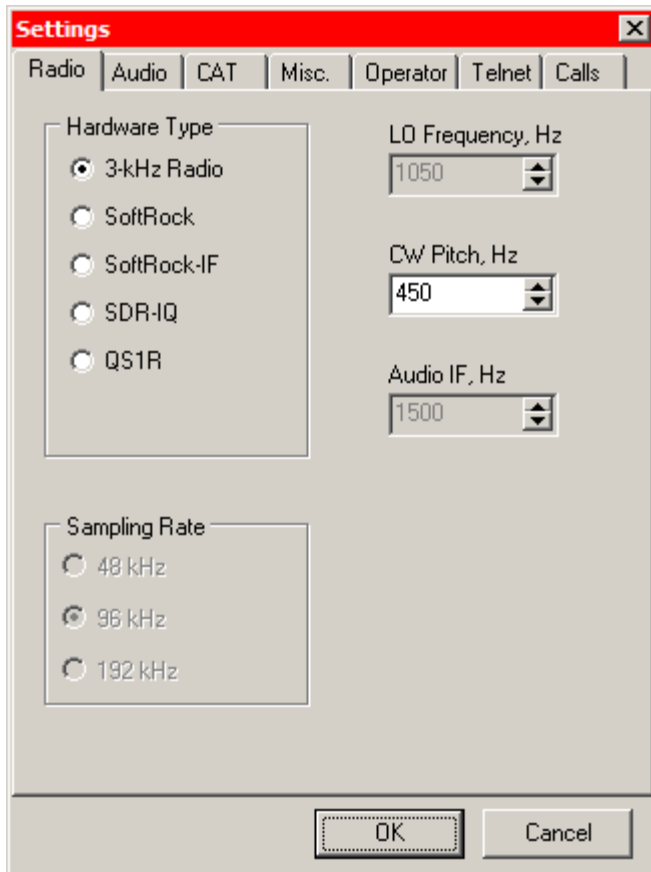 Settings
Radio Audio CAT Misc. Operator Telnet Calls
Hardware Type
3-kHz Radio
SoftRock
SoftRock-IF
SDR-IQ
QS1R
LO Frequency, Hz
1050
CW Pitch, Hz
450
Audio IF, Hz
1500
Sampling Rate
48 kHz
96 kHz
192 kHz
OK Cancel